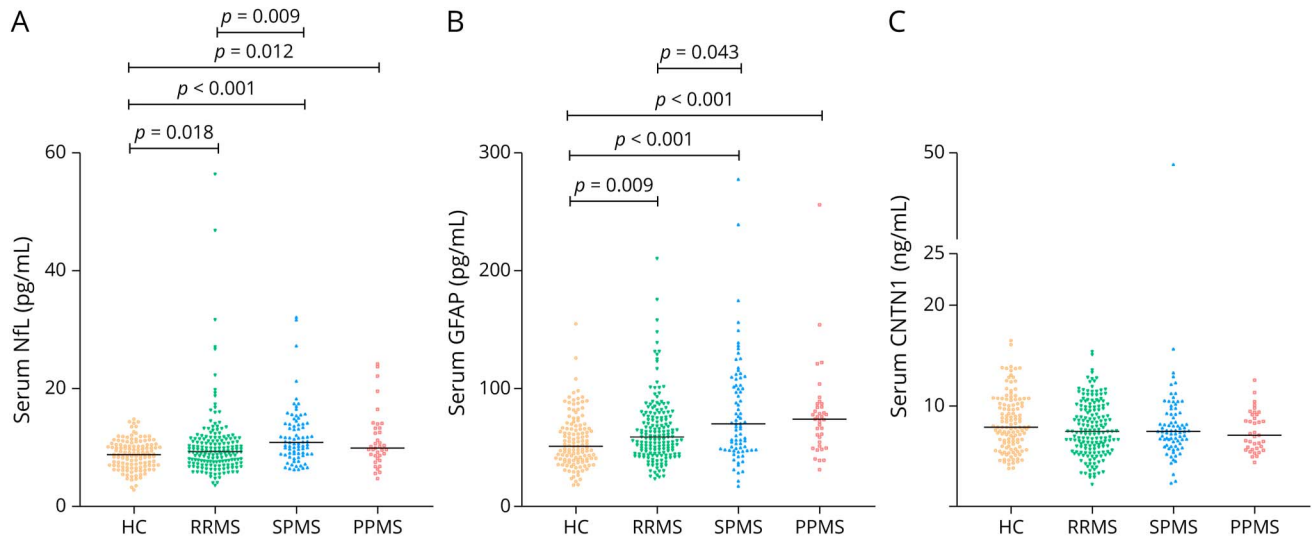 A
p = 0.009
p = 0.012
p < 0.001
p = 0.018
Serum NfL (pg/mL)
60
40
20
0
HC RRMS SPMS PPMS
B
p = 0.043
p < 0.001
p < 0.001
p = 0.009
Serum GFAP (pg/mL)
300
200
100
0
HC RRMS SPMS PPMS
C
Serum CNTN1 (ng/mL)
50
25
20
10
HC RRMS SPMS PPMS